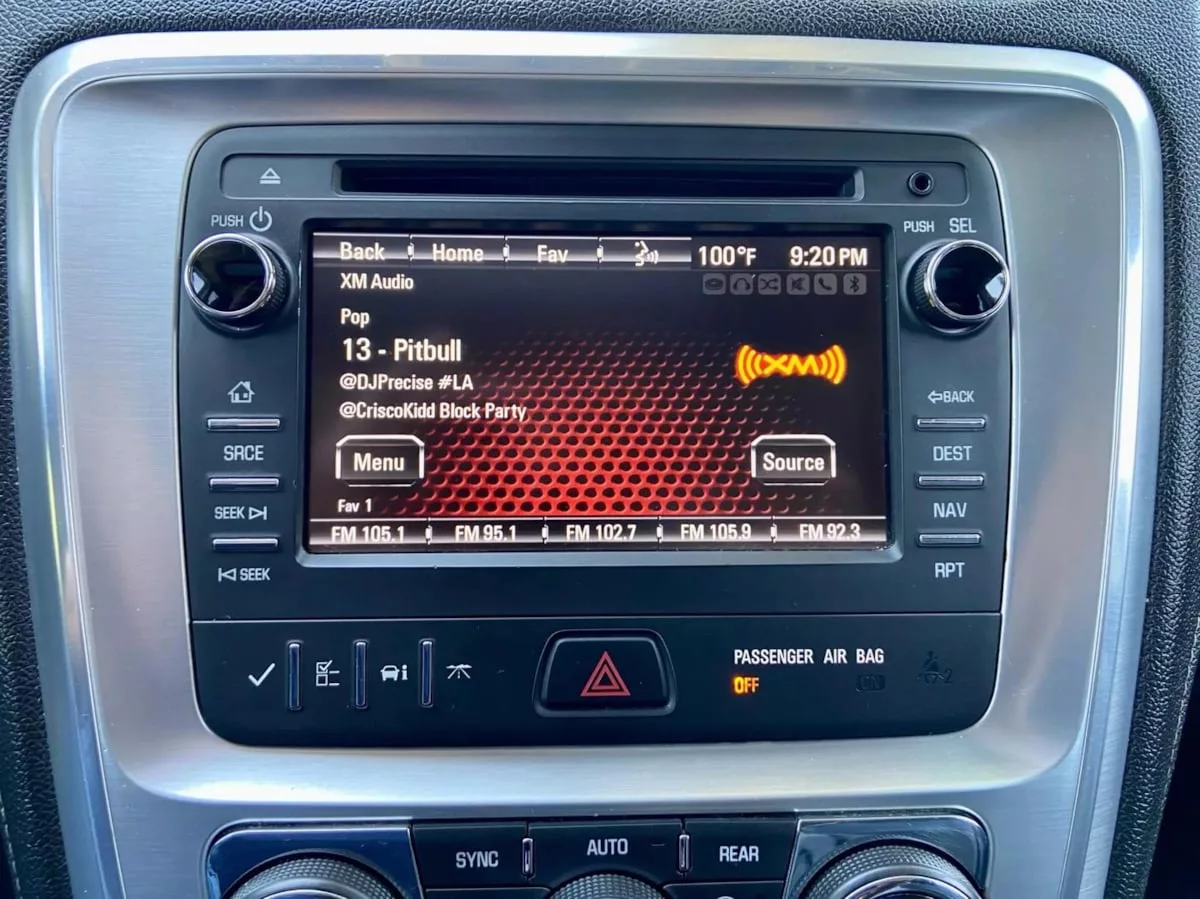 PUSH
PUSH SEL
Back Home Fav 100°F 9:20 PM
XM Audio
Pop
13 - Pitbull
XM
@DJPrecise #LA
@CriscoKidd Block Party
Menu Source
Fav 1
FM 105.1 FM 95.1 FM 102.7 FM 105.9 FM 92.3
SRCE
SEEK
SEEK
BACK
DEST
NAV
RPT
PASSENGER AIR BAG
OFF ON
2
SYNC AUTO REAR